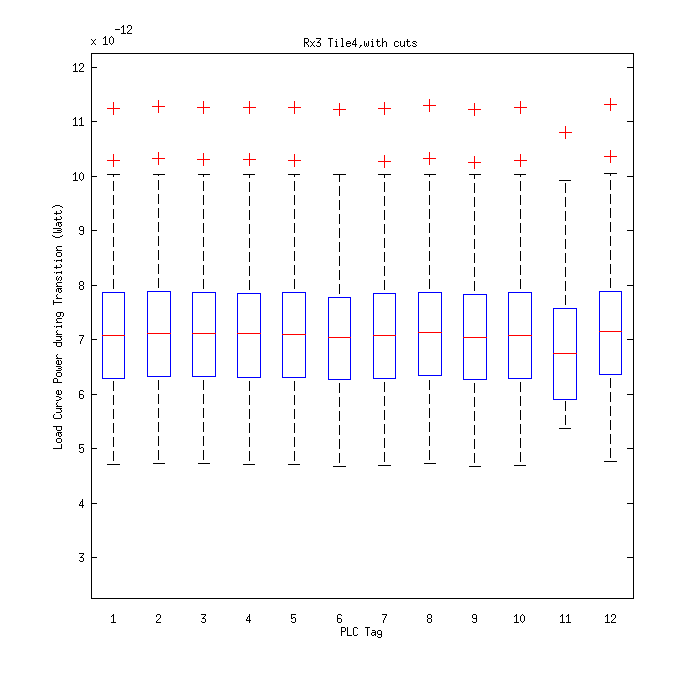 x 10^-12
Rx3 Tile4,with cuts
12
11
10
9
8
7
6
5
4
3
Load Curve Power during Transition (Watt)
1 2 3 4 5 6 7 8 9 10 11 12
PLC Tag